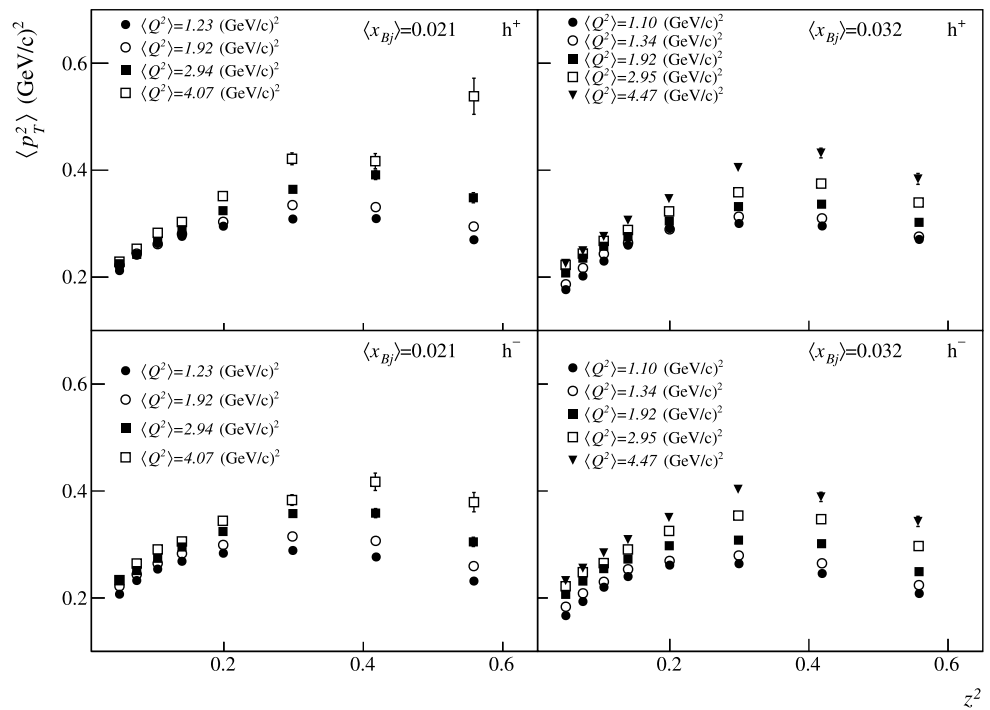 ⟨p²_T⟩ (GeV/c)²
⟨Q²⟩=1.23 (GeV/c)²
⟨Q²⟩=1.92 (GeV/c)²
⟨Q²⟩=2.94 (GeV/c)²
⟨Q²⟩=4.07 (GeV/c)²
⟨x_Bj⟩=0.021 h⁺
⟨Q²⟩=1.10 (GeV/c)²
⟨Q²⟩=1.34 (GeV/c)²
⟨Q²⟩=1.92 (GeV/c)²
⟨Q²⟩=2.95 (GeV/c)²
⟨Q²⟩=4.47 (GeV/c)²
⟨x_Bj⟩=0.032 h⁺
0.6
0.4
0.2
⟨x_Bj⟩=0.021 h⁻
⟨Q²⟩=1.23 (GeV/c)²
⟨Q²⟩=1.92 (GeV/c)²
⟨Q²⟩=2.94 (GeV/c)²
⟨Q²⟩=4.07 (GeV/c)²
⟨x_Bj⟩=0.032 h⁻
⟨Q²⟩=1.10 (GeV/c)²
⟨Q²⟩=1.34 (GeV/c)²
⟨Q²⟩=1.92 (GeV/c)²
⟨Q²⟩=2.95 (GeV/c)²
⟨Q²⟩=4.47 (GeV/c)²
0.6
0.4
0.2
0.2 0.4 0.6 0.2 0.4 0.6
z²